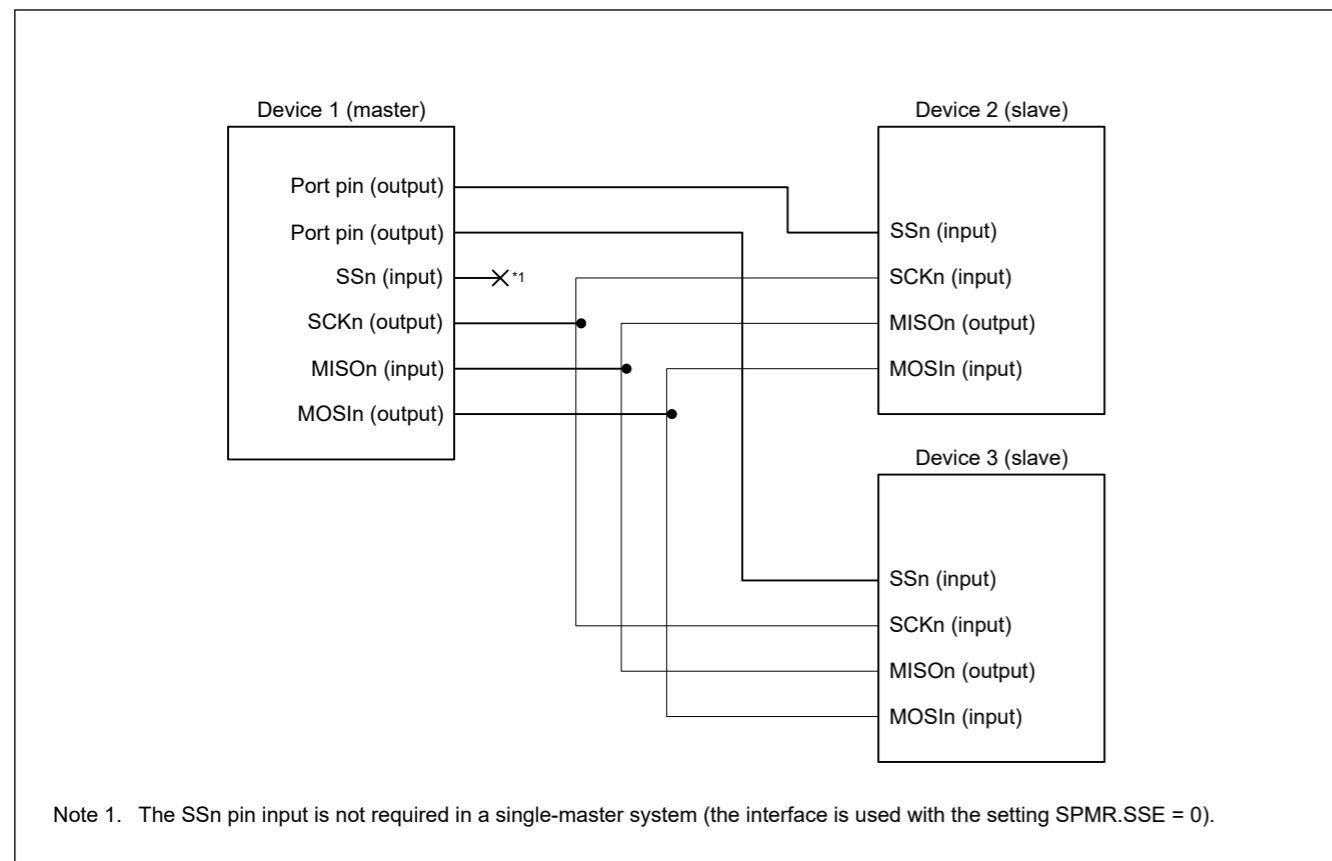 Device 1 (master)
Port pin (output)
Port pin (output)
SSn (input)
*1
SCKn (output)
MISOn (input)
MOSIn (output)
Device 2 (slave)
SSn (input)
SCKn (input)
MISOn (output)
MOSIn (input)
Device 3 (slave)
SSn (input)
SCKn (input)
MISOn (output)
MOSIn (input)
Note 1. The SSn pin input is not required in a single-master system (the interface is used with the setting SPMR.SSE = 0).